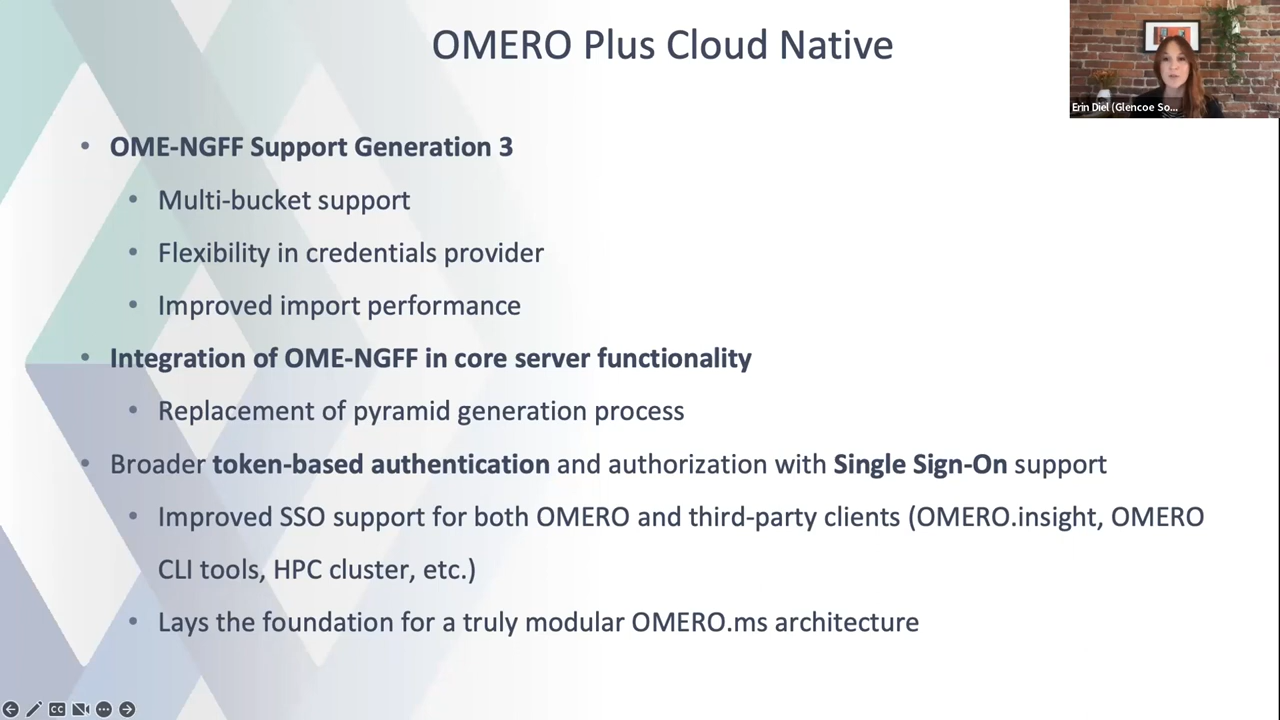 OMERO Plus Cloud Native
Erin Diel (Glencoe So...
• OME-NGFF Support Generation 3
• Multi-bucket support
• Flexibility in credentials provider
• Improved import performance
• Integration of OME-NGFF in core server functionality
• Replacement of pyramid generation process
• Broader token-based authentication and authorization with Single Sign-On support
• Improved SSO support for both OMERO and third-party clients (OMERO.insight, OMERO
CLI tools, HPC cluster, etc.)
• Lays the foundation for a truly modular OMERO.ms architecture
CC